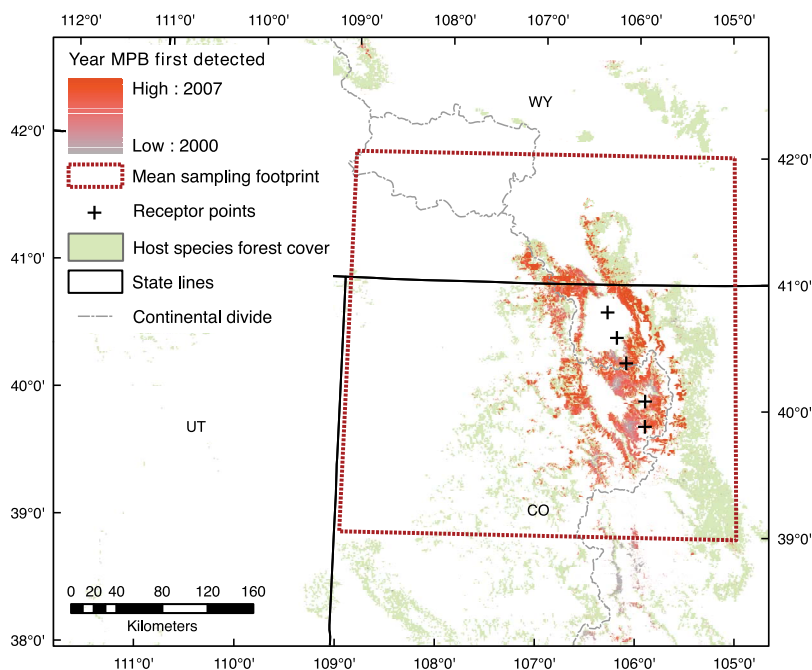 112°0' 111°0' 110°0' 109°0' 108°0' 107°0' 106°0' 105°0'
Year MPB first detected
High : 2007
Low : 2000
Mean sampling footprint
Receptor points
Host species forest cover
State lines
Continental divide
WY
UT
CO
42°0'
41°0'
40°0'
39°0'
38°0'
42°0'
41°0'
40°0'
39°0'
0 20 40 80 120 160
Kilometers
111°0' 110°0' 109°0' 108°0' 107°0' 106°0' 105°0'